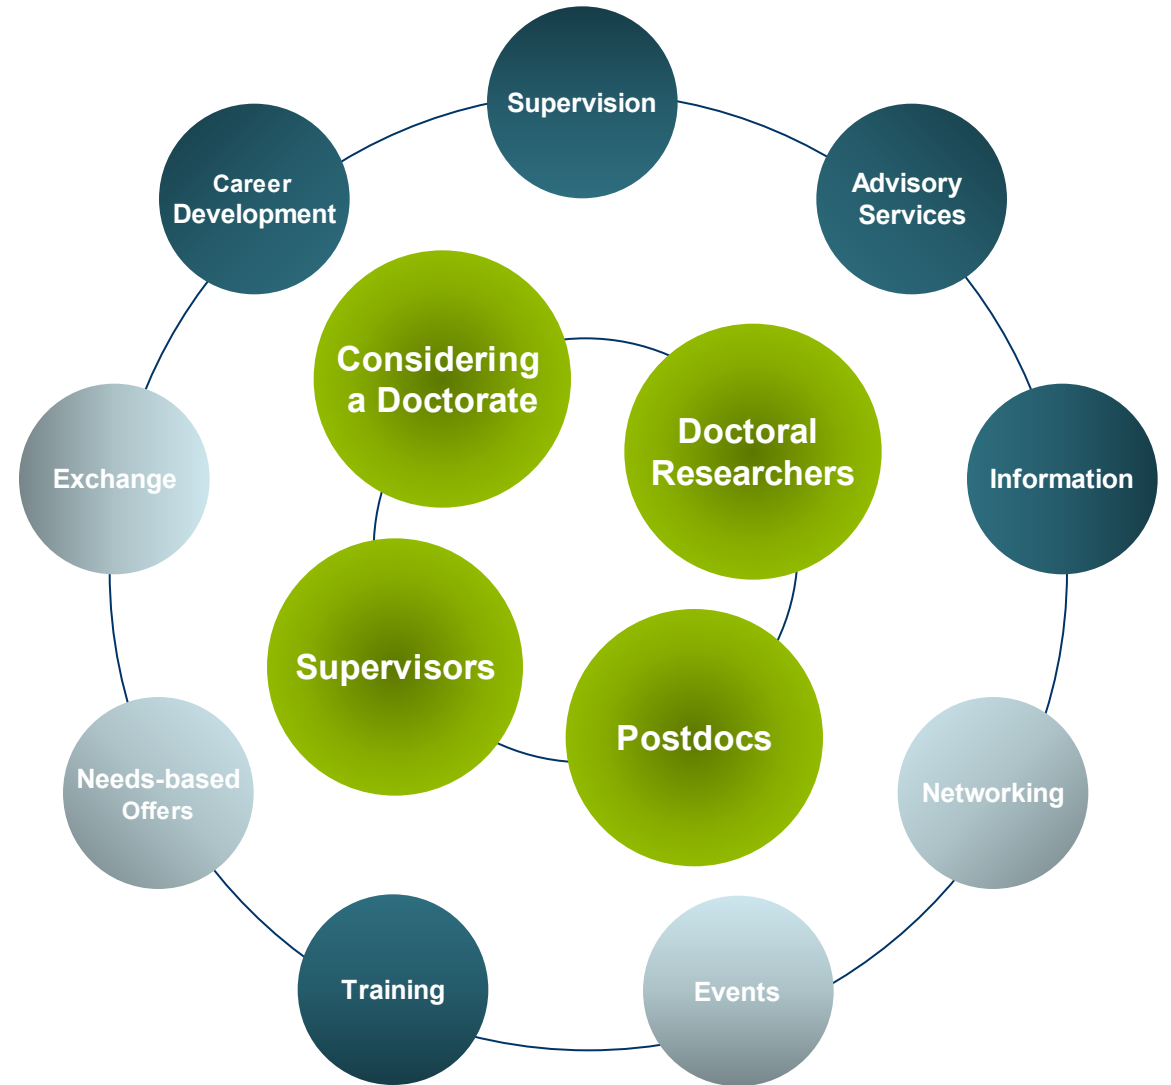 Supervision
Career
Development
Advisory
Services
Considering
a Doctorate
Doctoral
Researchers
Exchange
Information
Supervisors
Postdocs
Needs-based
Offers
Networking
Training
Events